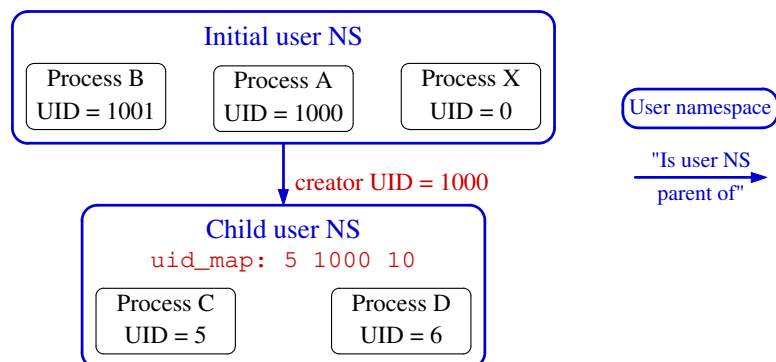 Initial user NS
Process B
UID = 1001
Process A
UID = 1000
Process X
UID = 0
creator UID = 1000
Child user NS
uid_map: 5 1000 10
Process C
UID = 5
Process D
UID = 6
User namespace
"Is user NS
parent of"